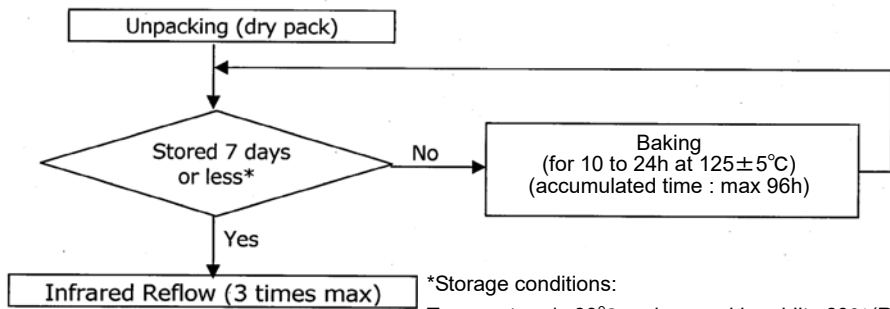 Unpacking (dry pack)
Stored 7 days
or less*
No
Baking
(for 10 to 24h at 125±5℃)
(accumulated time : max 96h)
Yes
Infrared Reflow (3 times max)
*Storage conditions: